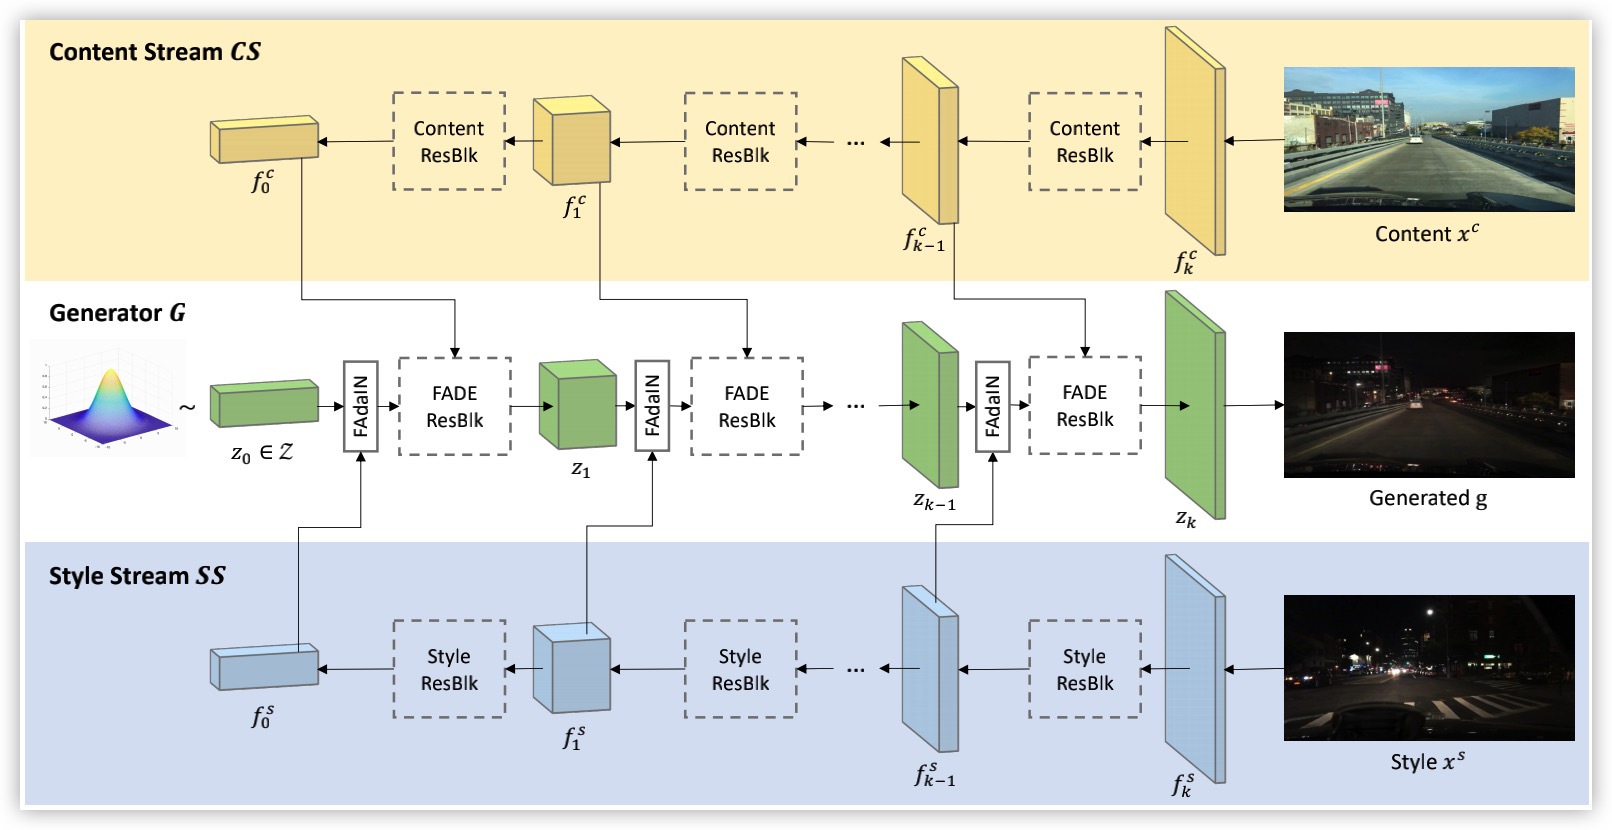 Content Stream CS
Content
ResBlk
Content
ResBlk
...
Content
ResBlk
f_0^c
f_1^c
f_{k-1}^c
f_k^c
Content x^c
Generator G
~
FAdaIN
FADE
ResBlk
FAdaIN
FADE
ResBlk
...
FAdaIN
FADE
ResBlk
z_0 ∈ 𝒵
z_1
z_{k-1}
z_k
Generated g
Style Stream SS
Style
ResBlk
Style
ResBlk
...
Style
ResBlk
f_0^s
f_1^s
f_{k-1}^s
f_k^s
Style x^s